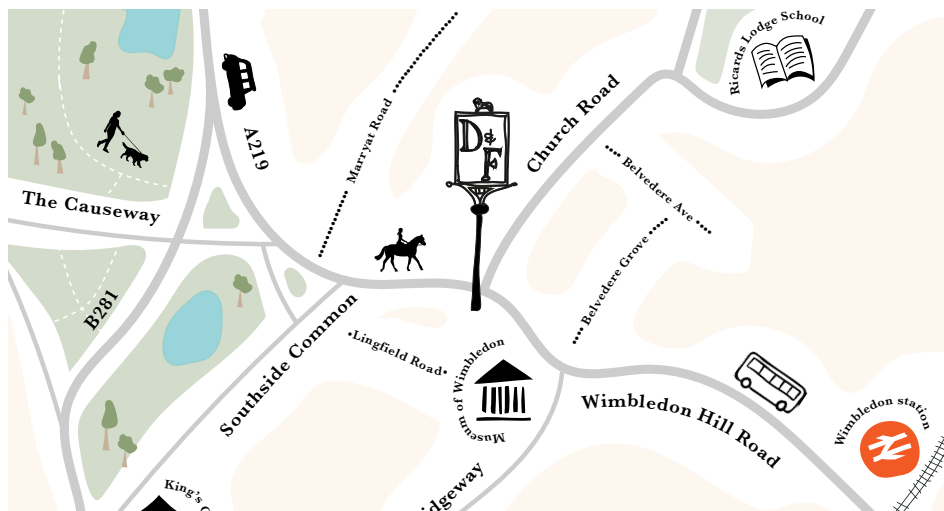 Ricards Lodge School
A219
Marryat Road
D&
F
Church Road
Belvedere Ave
The Causeway
Belvedere Grove
B281
Southside Common
Lingfield Road
Museum of Wimbledon
Wimbledon Hill Road
Wimbledon station
King's